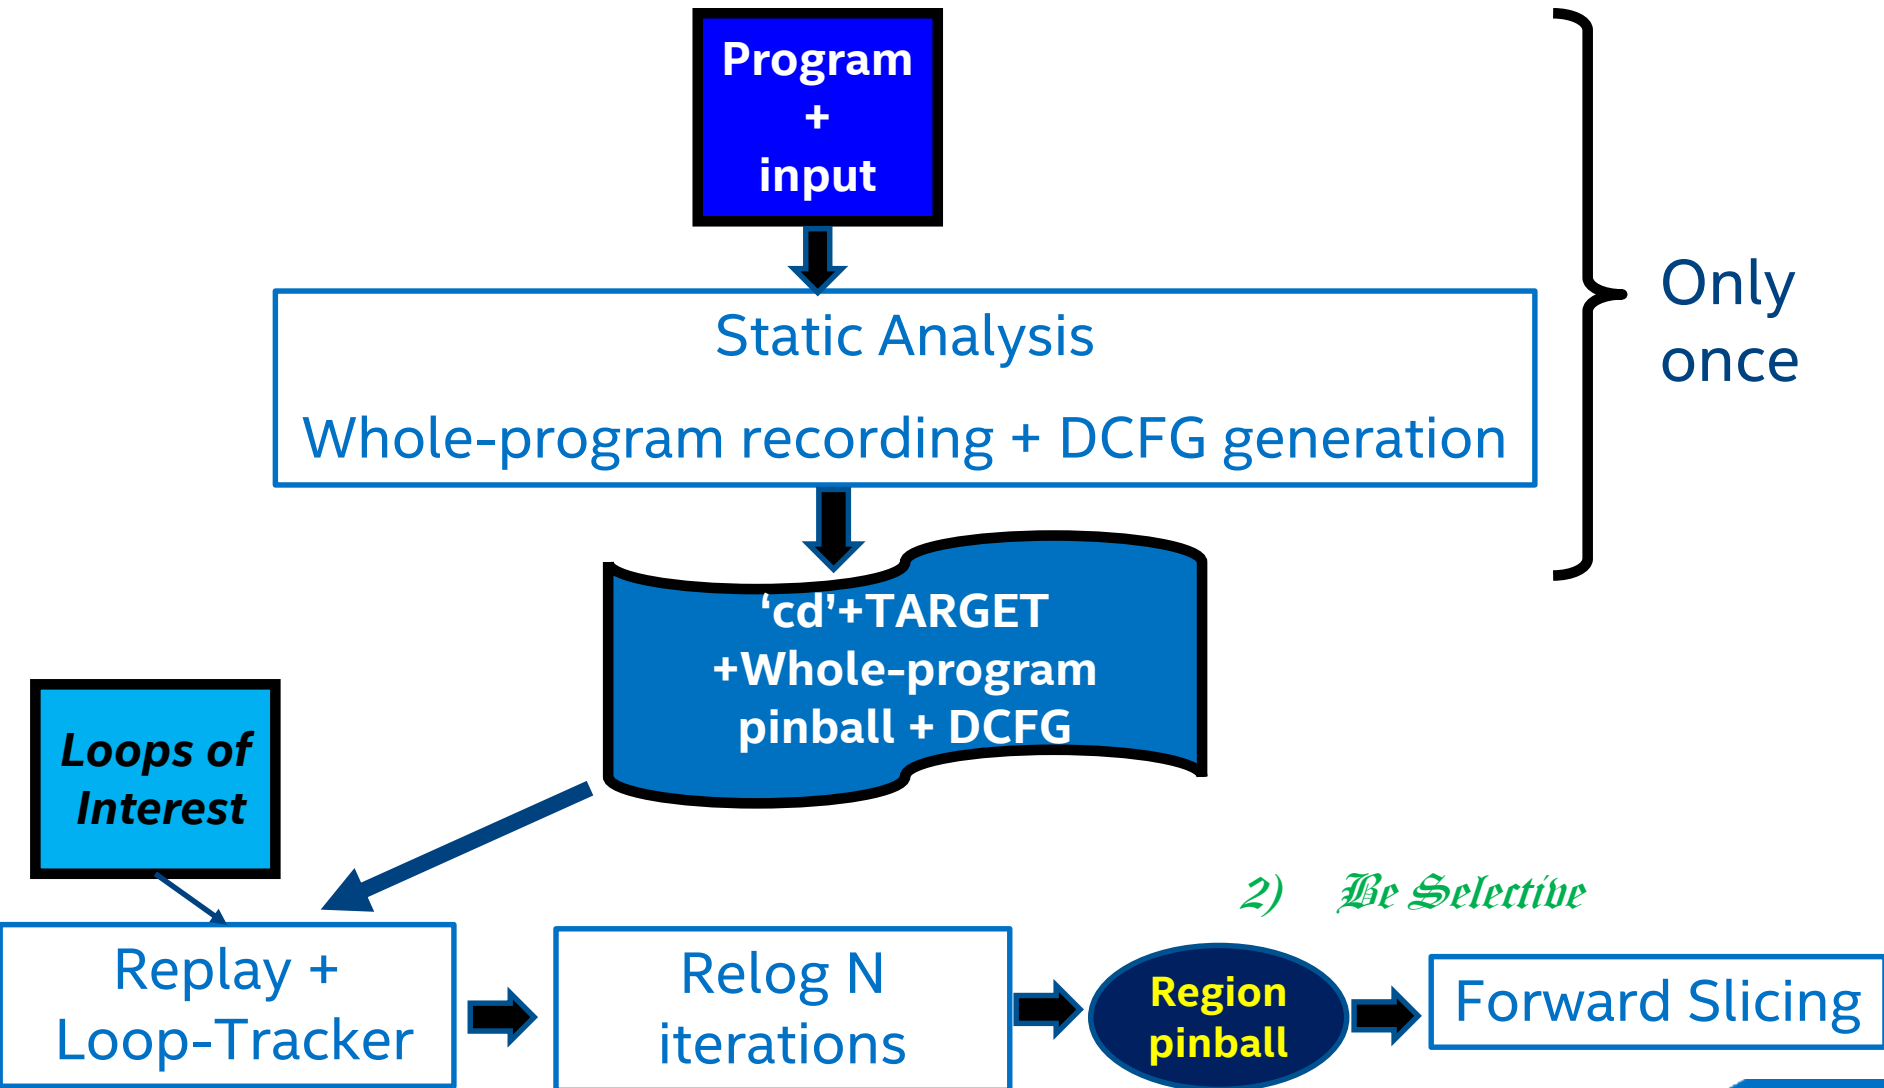 Program
+
input
Only
once
Static Analysis
Whole-program recording + DCFG generation
‘cd’+TARGET
+Whole-program
pinball + DCFG
Loops of
Interest
2) Be Selective
Replay +
Loop-Tracker
Relog N
iterations
Region
pinball
Forward Slicing